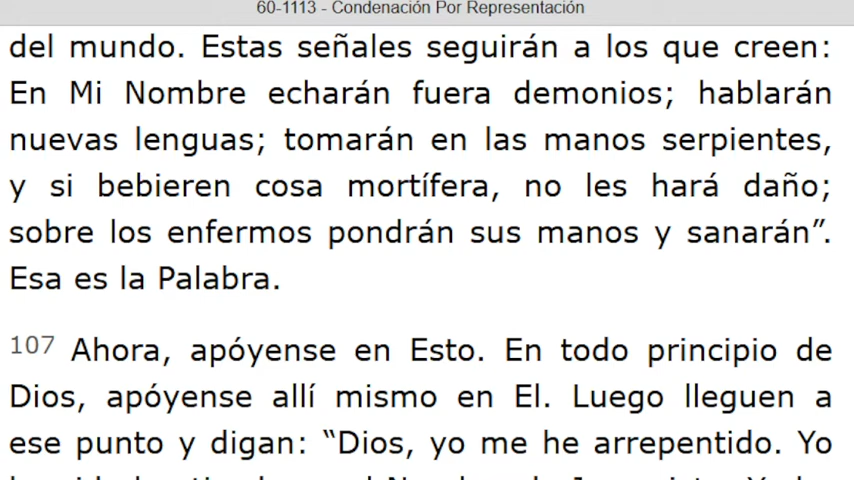 60-1113 - Condenación Por Representación
del mundo. Estas señales seguirán a los que creen:
En Mi Nombre echarán fuera demonios; hablarán
nuevas lenguas; tomarán en las manos serpientes,
y si bebieren cosa mortífera, no les hará daño;
sobre los enfermos pondrán sus manos y sanarán”.
Esa es la Palabra.
107 Ahora, apóyense en Esto. En todo principio de
Dios, apóyense allí mismo en El. Luego lleguen a
ese punto y digan: “Dios, yo me he arrepentido. Yo